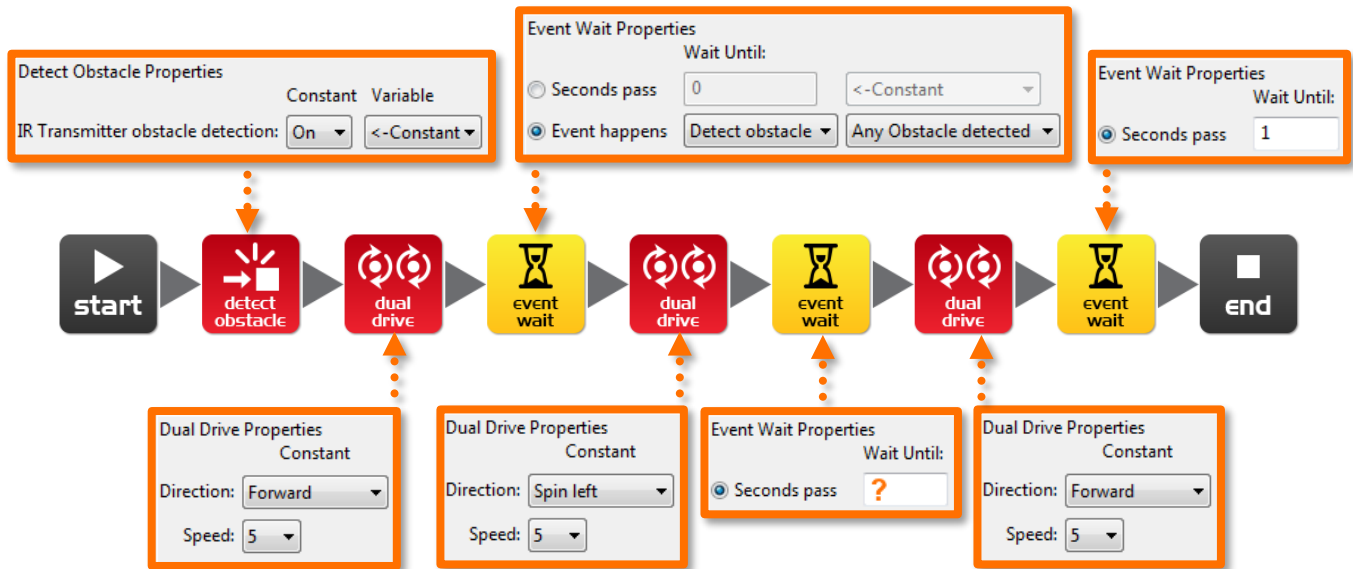 Detect Obstacle Properties
Constant Variable
IR Transmitter obstacle detection: On <-Constant
Event Wait Properties
Wait Until:
Seconds pass 0 <-Constant
Event happens Detect obstacle Any Obstacle detected
Event Wait Properties
Wait Until:
Seconds pass 1
start
detect
obstacle
dual
drive
event
wait
dual
drive
event
wait
dual
drive
event
wait
end
Dual Drive Properties
Constant
Direction: Forward
Speed: 5
Dual Drive Properties
Constant
Direction: Spin left
Speed: 5
Event Wait Properties
Wait Until:
Seconds pass ?
Dual Drive Properties
Constant
Direction: Forward
Speed: 5